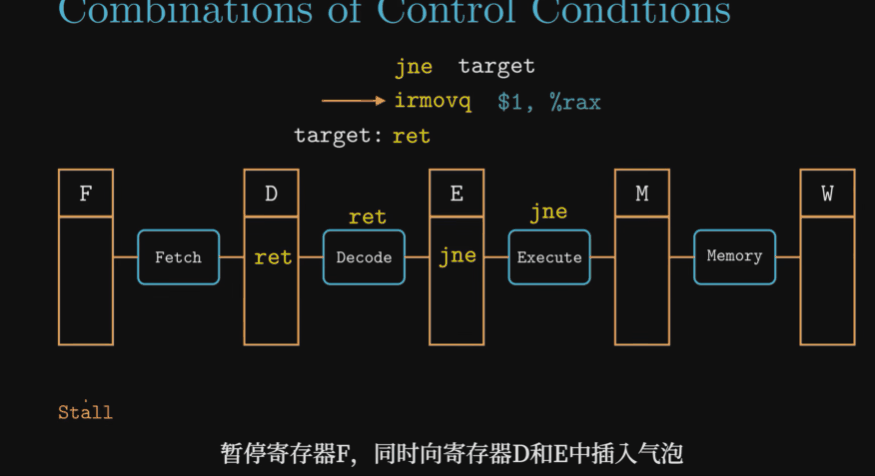 Combinations of Control Conditions
jne target
irmovq $1, %rax
target: ret
F D E M W
ret jne
Fetch ret Decode jne Execute Memory
Stall
暂停寄存器F，同时向寄存器D和E中插入气泡